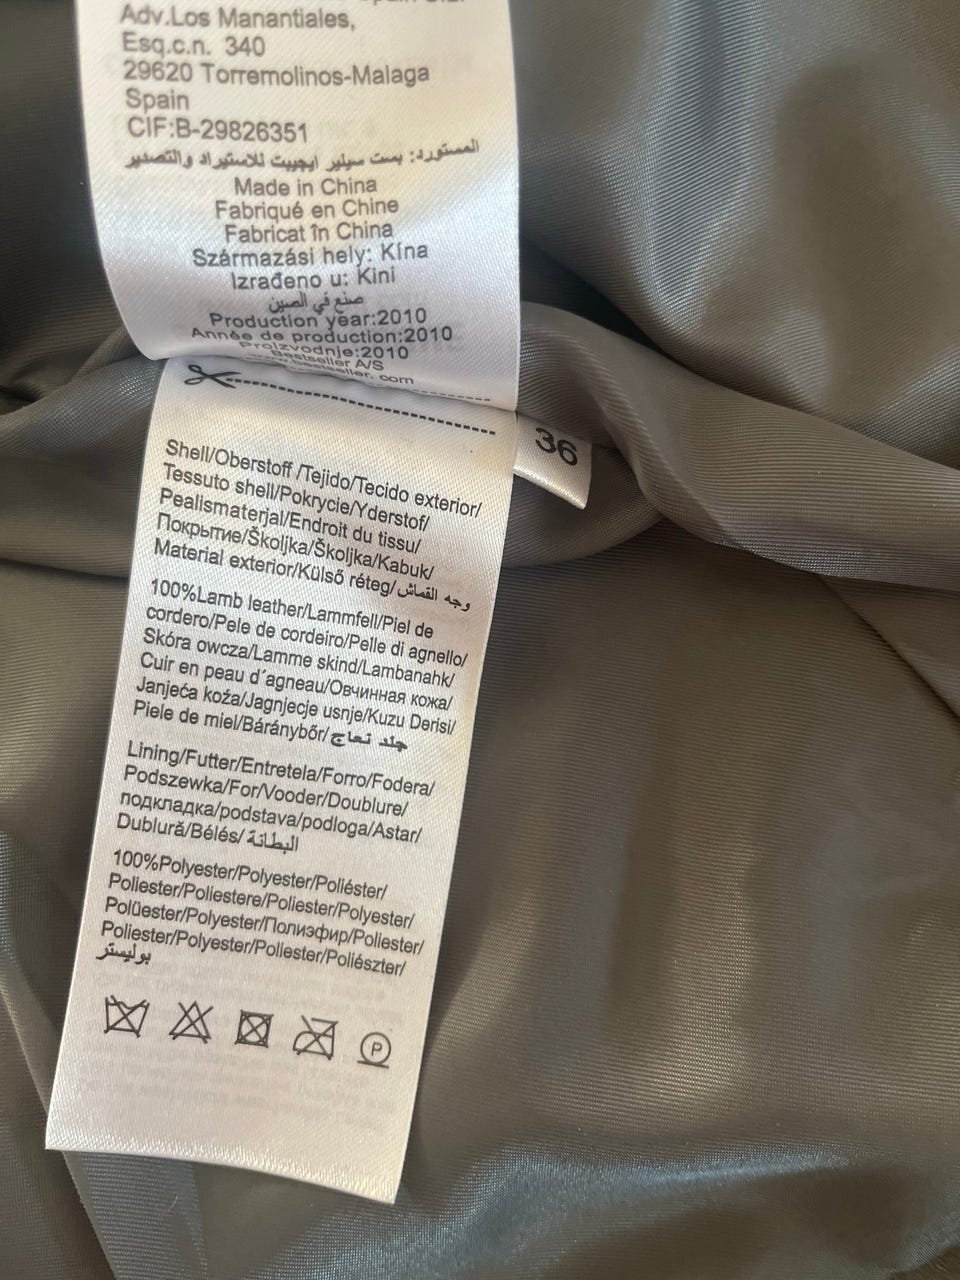 Adv.Los Manantiales,
Esq.c.n. 340
29620 Torremolinos-Malaga
Spain
CIF:B-29826351
المستورد: بست سيلير ايجيبت للاستيراد والتصدير
Made in China
Fabriqué en Chine
Fabricat în China
Származási hely: Kína
Izrađeno u: Kini
صنع في الصين
Production year:2010
Année de production:2010
Proizvodnje:2010
Bestseller A/S
www.bestseller. com
36
Shell/Oberstoff /Tejido/Tecido exterior/
Tessuto shell/Pokrycie/Yderstof/
Pealismaterjal/Endroit du tissu/
Покрытие/Školjka/Školjka/Kabuk/
Material exterior/Külső réteg/وجه القماش
100%Lamb leather/Lammfell/Piel de
cordero/Pele de cordeiro/Pelle di agnello/
Skóra owcza/Lamme skind/Lambanahk/
Cuir en peau d´agneau/Овчинная кожа/
Janjeća koža/Jagnjecje usnje/Kuzu Derisi/
Piele de miel/Báránybőr/جلد نعاج
Lining/Futter/Entretela/Forro/Fodera/
Podszewka/For/Vooder/Doublure/
подкладка/podstava/podloga/Astar/
Dublură/Bélés/البطانة
100%Polyester/Polyester/Poliéster/
Poliester/Poliestere/Poliester/Polyester/
Polüester/Polyester/Полиэфир/Poliester/
Poliester/Polyester/Poliester/Poliészter/
بوليستر
P